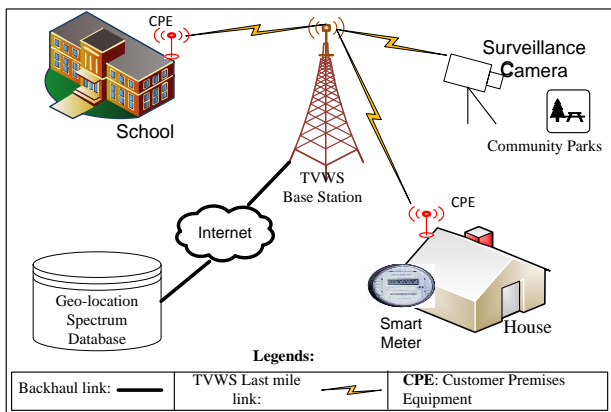 CPE
School
Surveillance
Camera
Community Parks
TVWS
Base Station
CPE
Internet
Geo-location
Spectrum
Database
Smart
Meter
House
Legends:
Backhaul link:
TVWS Last mile
link:
CPE: Customer Premises
Equipment